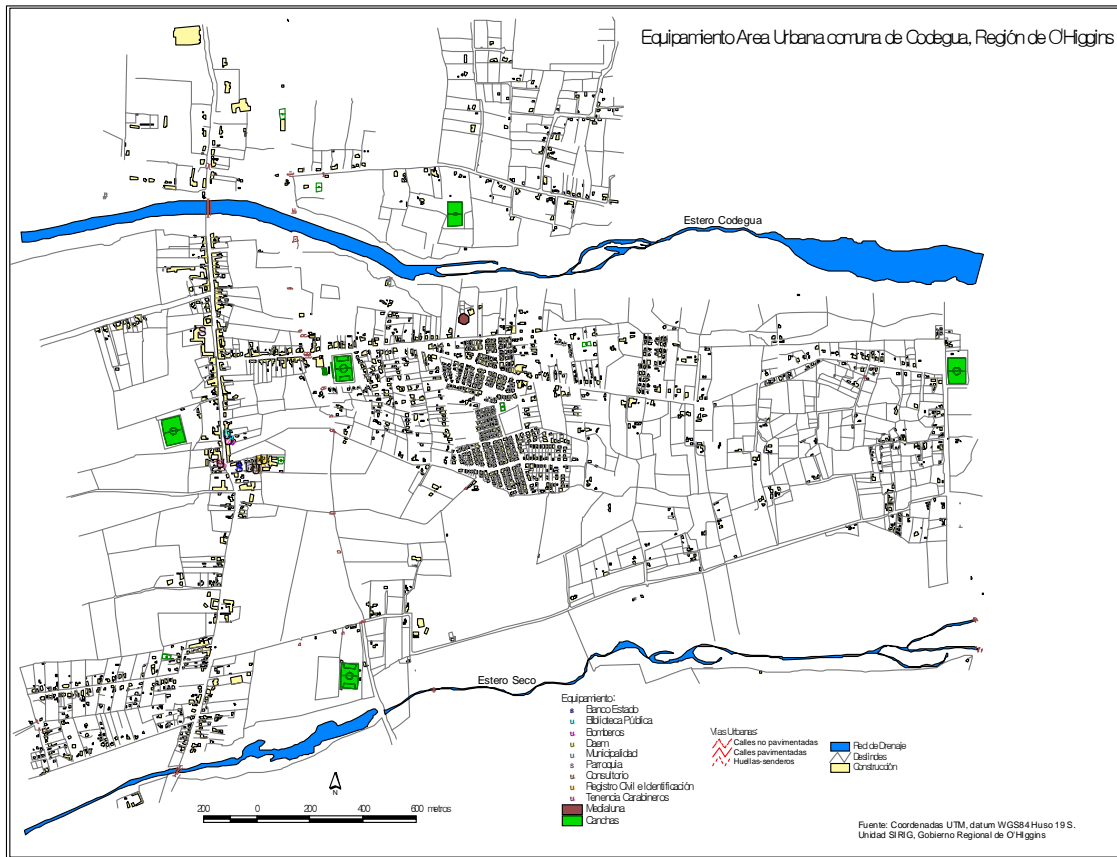 Equipamiento Area Urbana comuna de Codegua, Región de O'Higgins
Estero Codegua
Estero Seco
Equipamiento:
Banco Estado
Biblioteca Pública
Bomberos
Daem
Municipalidad
Parroquia
Consultorio
Registro Civil e Identificación
Tenencia Carabineros
Medialuna
Canchas
Vias Urbanas:
Calles no pavimentadas
Calles pavimentadas
Huellas-senderos
Red de Drenaje
Deslindes
Construcción
N
200 0 200 400 600 metros
Fuente: Coordenadas UTM, datum WGS84 Huso 19 S.
Unidad SIRIG, Gobierno Regional de O'Higgins